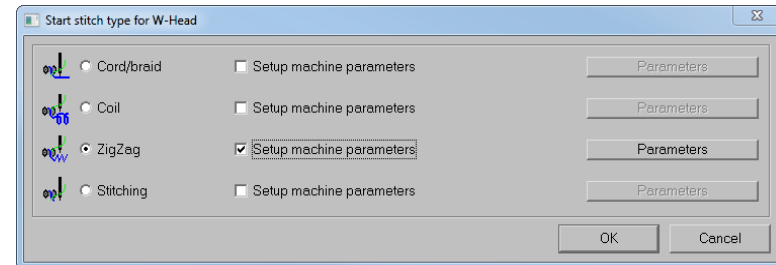 Start stitch type for W-Head
Cord/braid Setup machine parameters Parameters
Coil Setup machine parameters Parameters
ZigZag Setup machine parameters Parameters
Stitching Setup machine parameters Parameters
OK Cancel